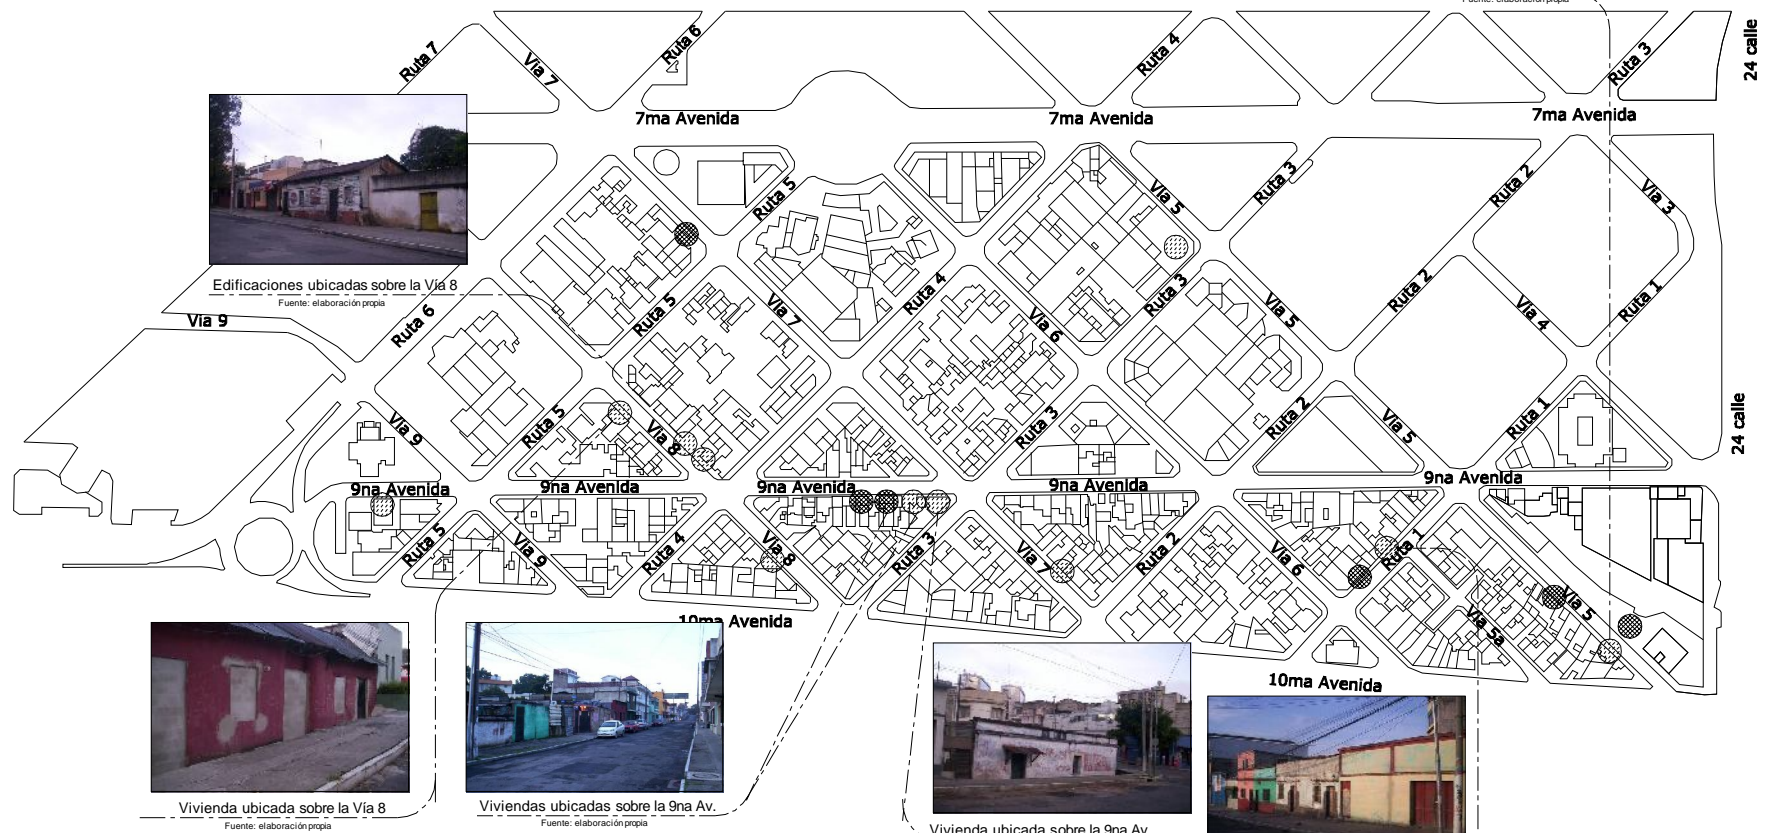 Fuente: elaboración propia
Ruta 7
Vía 7
Ruta 6
Ruta 4
Ruta 3
24 calle
7ma Avenida
7ma Avenida
7ma Avenida
Ruta 5
Vía 5
Ruta 3
Ruta 2
Vía 3
Edificaciones ubicadas sobre la Vía 8
Fuente: elaboración propia
Vía 9
Ruta 6
Ruta 5
Vía 7
Ruta 4
Vía 6
Ruta 3
Vía 5
Ruta 2
Vía 4
Ruta 1
Vía 9
Ruta 5
Vía 8
Ruta 3
Ruta 2
Vía 5
Ruta 1
24 calle
9na Avenida
9na Avenida
9na Avenida
9na Avenida
9na Avenida
Ruta 5
Vía 9
Ruta 4
Vía 8
Ruta 3
Vía 7
Ruta 2
Vía 6
Ruta 1
Vía 5
Vía 5a
10ma Avenida
10ma Avenida
Vivienda ubicada sobre la Vía 8
Fuente: elaboración propia
Viviendas ubicadas sobre la 9na Av.
Fuente: elaboración propia
Vivienda ubicada sobre la 9na Av.